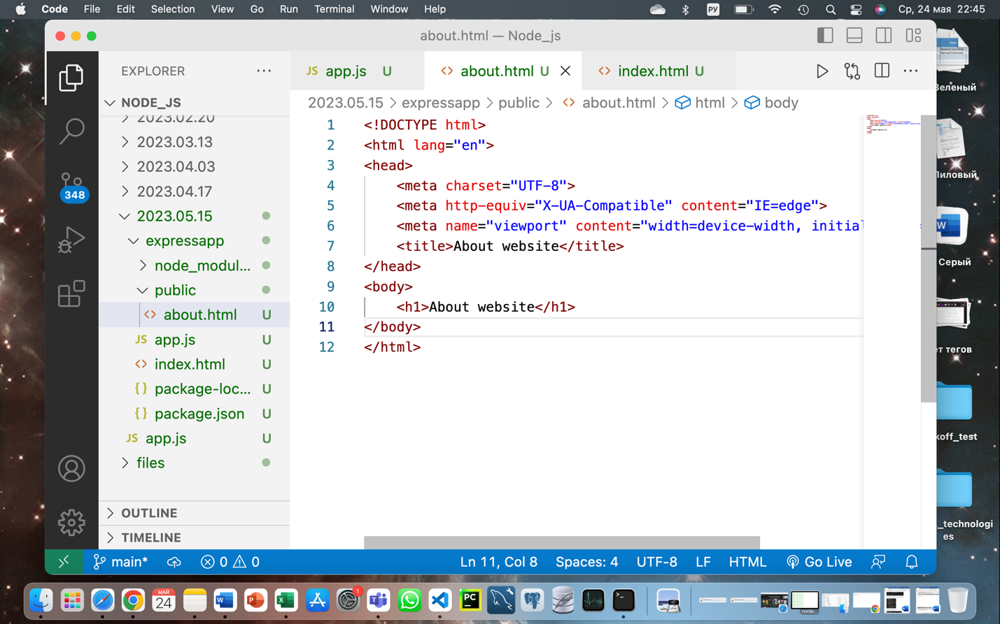 Code File Edit Selection View Go Run Terminal Window Help РУ Ср, 24 мая 22:45
about.html — Node_js
EXPLORER
NODE_JS
2023.02.20
2023.03.13
2023.04.03
2023.04.17
2023.05.15
expressapp
node_modul...
public
<> about.html U
JS app.js U
<> index.html U
{} package-loc... U
{} package.json U
JS app.js U
files
OUTLINE
TIMELINE
348
JS app.js U <> about.html U <> index.html U
2023.05.15 > expressapp > public > <> about.html > html > body
1 <!DOCTYPE html>
2 <html lang="en">
3 <head>
4 <meta charset="UTF-8">
5 <meta http-equiv="X-UA-Compatible" content="IE=edge">
6 <meta name="viewport" content="width=device-width, initial
7 <title>About website</title>
8 </head>
9 <body>
10 <h1>About website</h1>
11 </body>
12 </html>
main* 0 0 Ln 11, Col 8 Spaces: 4 UTF-8 LF HTML Go Live
Зеленый
Лиловый
Серый
ет тегов
koff_test
_technologi
es
МАЙ
24
1
PC
node...